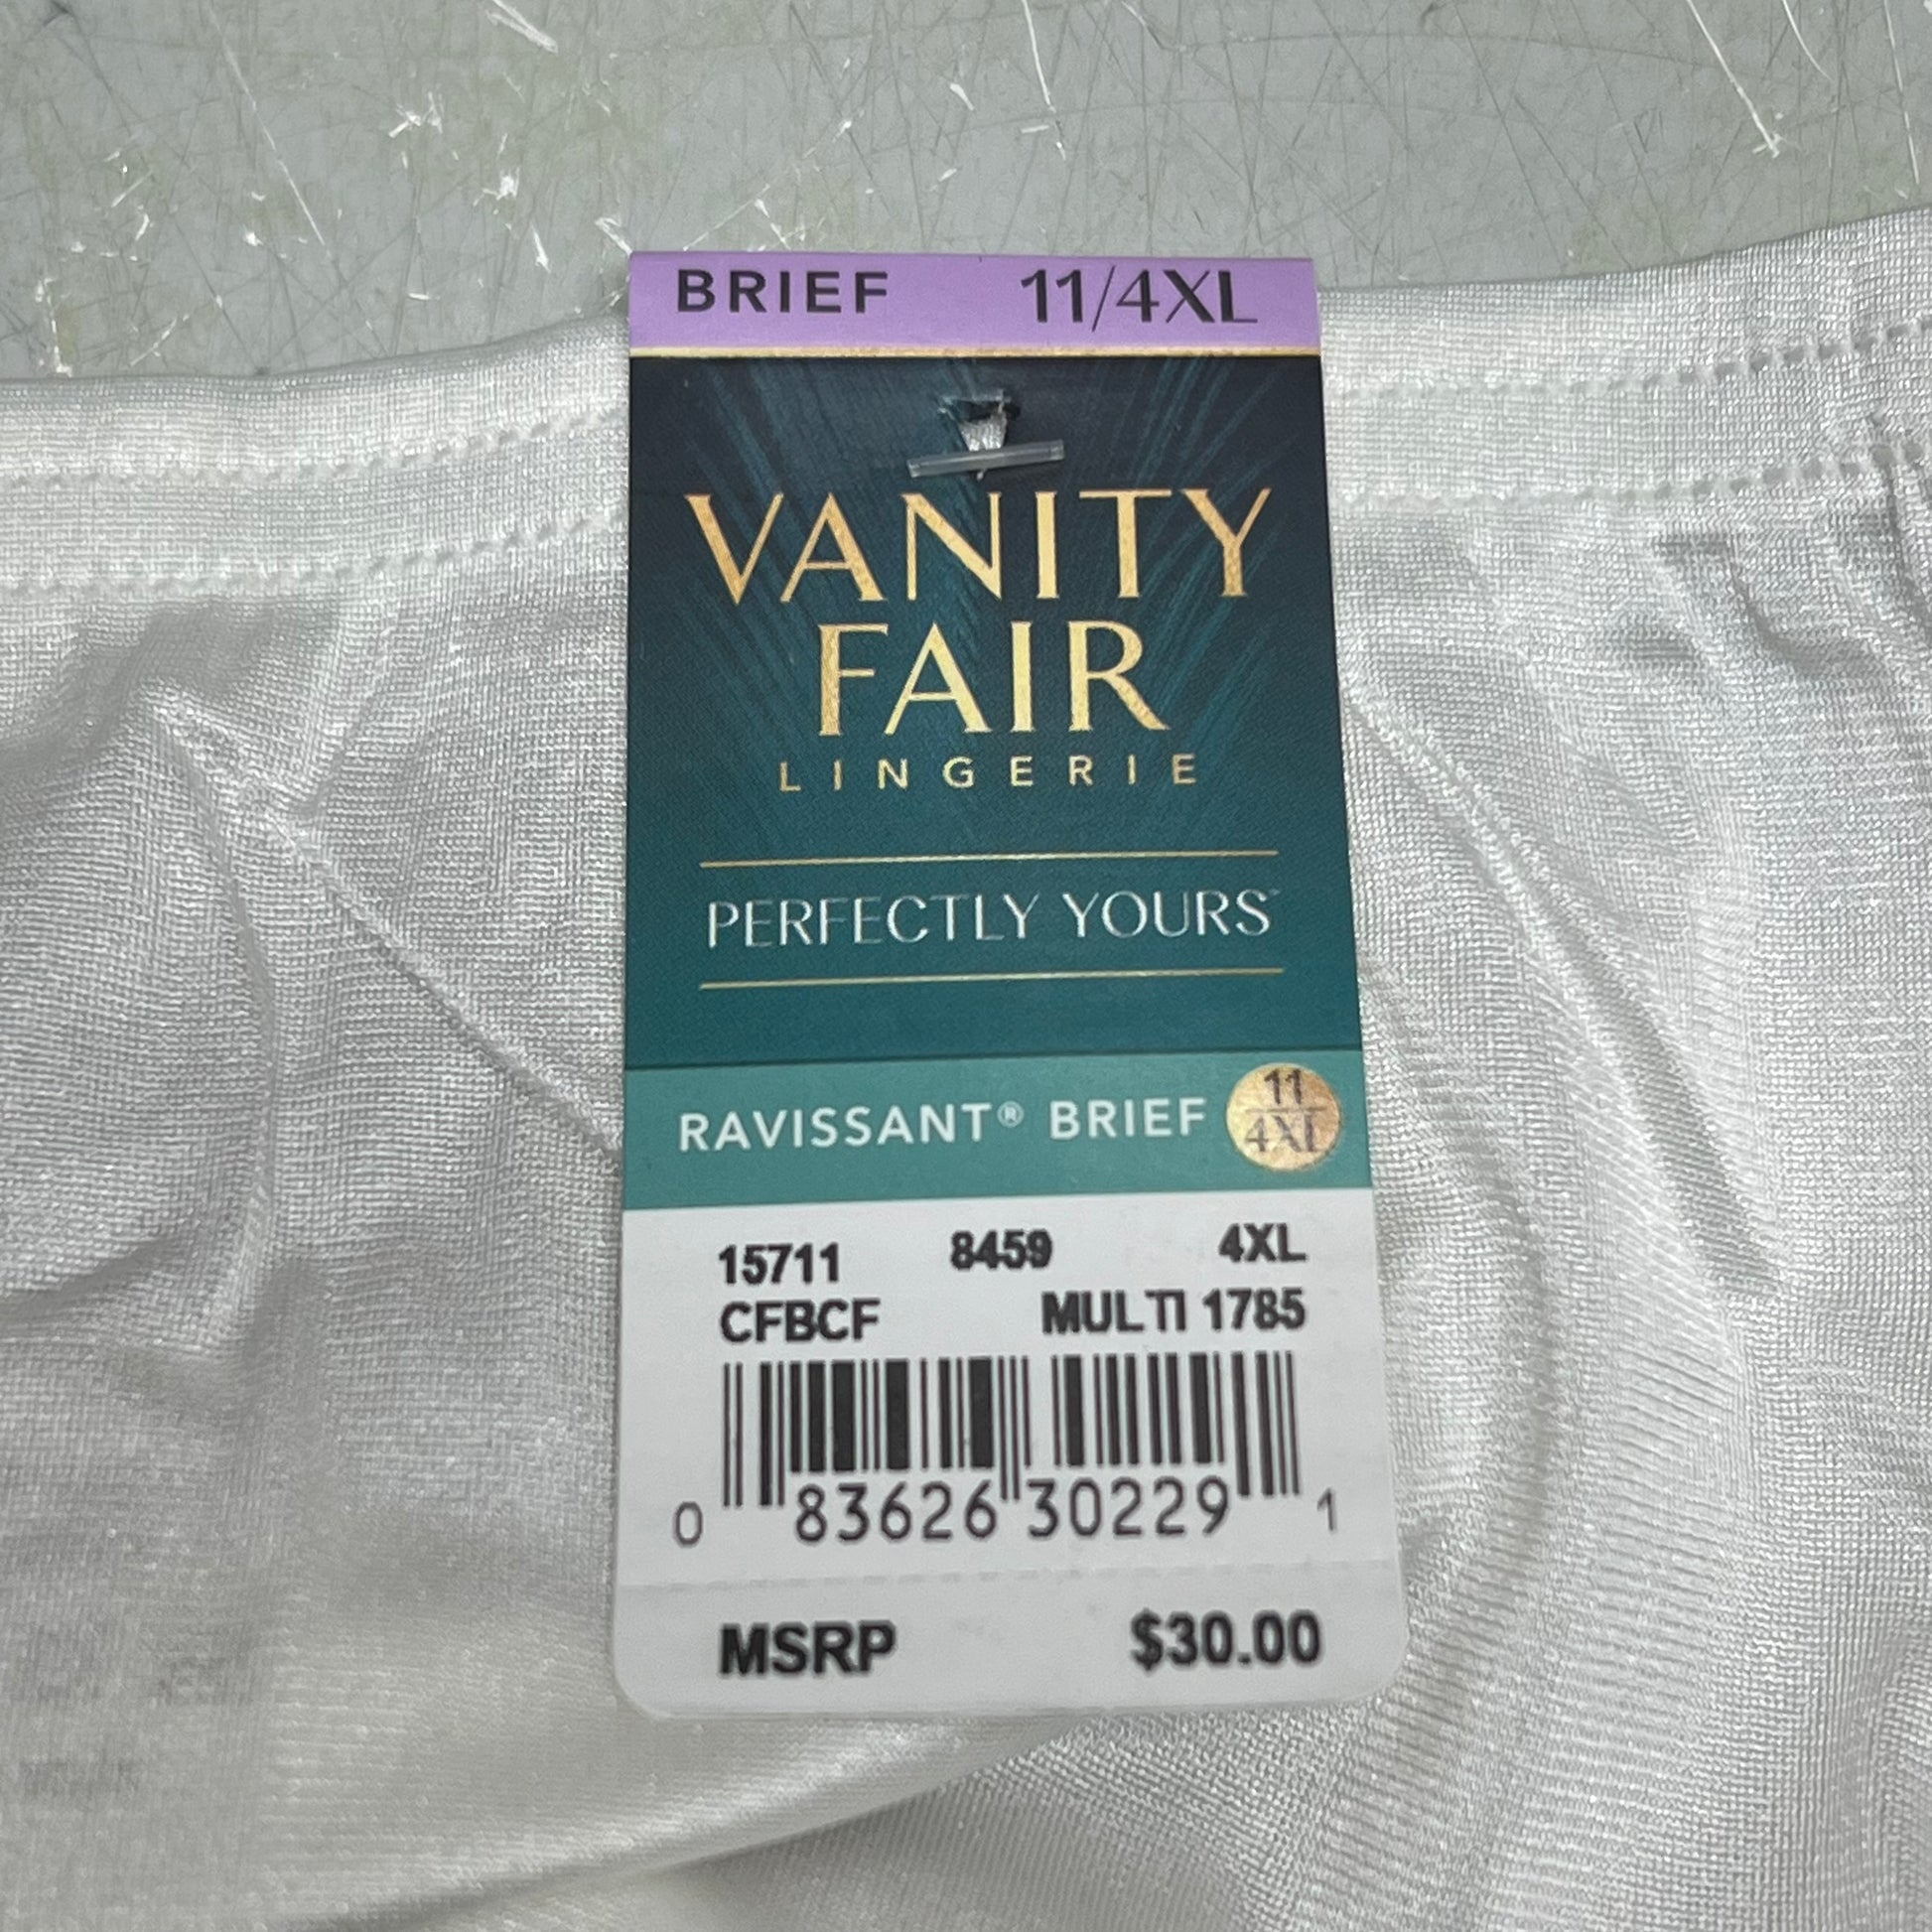 BRIEF 11/4XL
VANITY
FAIR
LINGERIE
PERFECTLY YOURS™
RAVISSANT® BRIEF 11
4XL
15711 8459 4XL
CFBCF MULTI 1785
0 83626 30229 1
MSRP $30.00